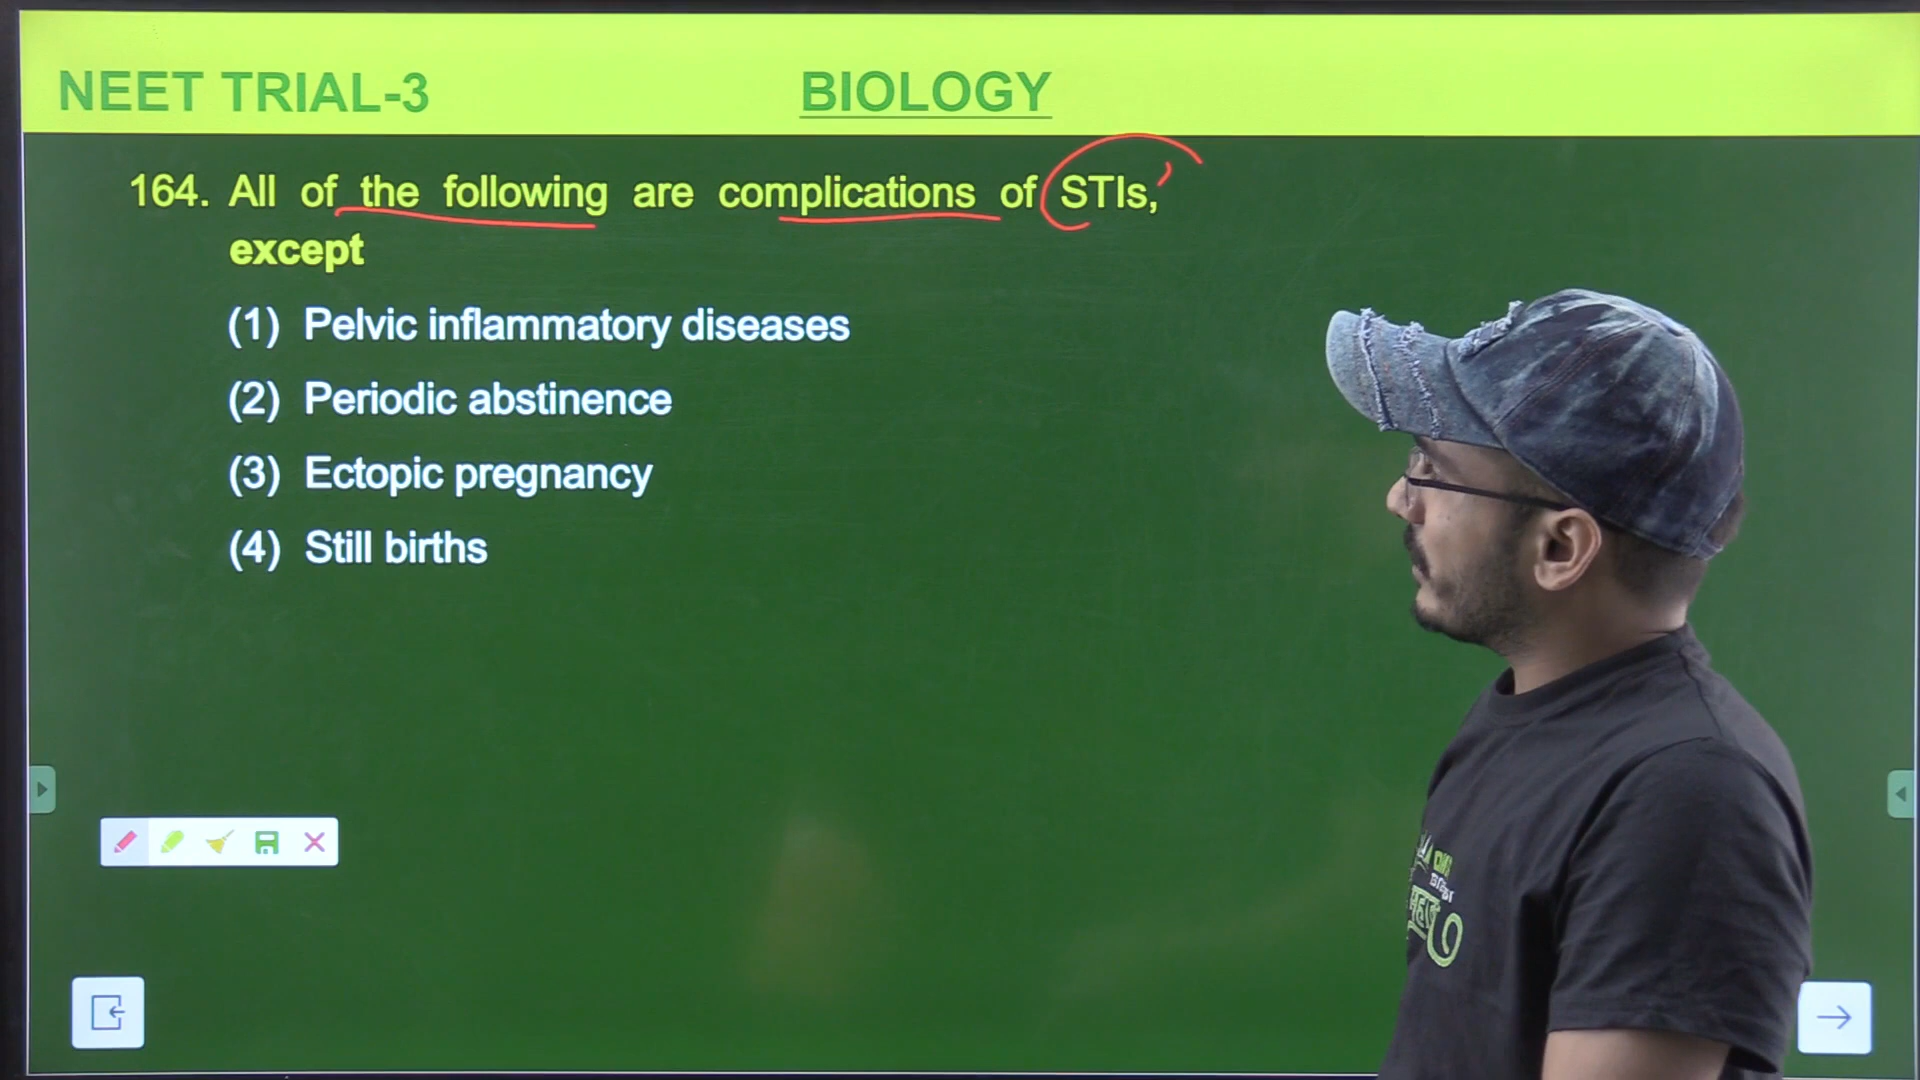 NEET TRIAL-3
BIOLOGY
164. All of the following are complications of STIs,
except
(1) Pelvic inflammatory diseases
(2) Periodic abstinence
(3) Ectopic pregnancy
(4) Still births